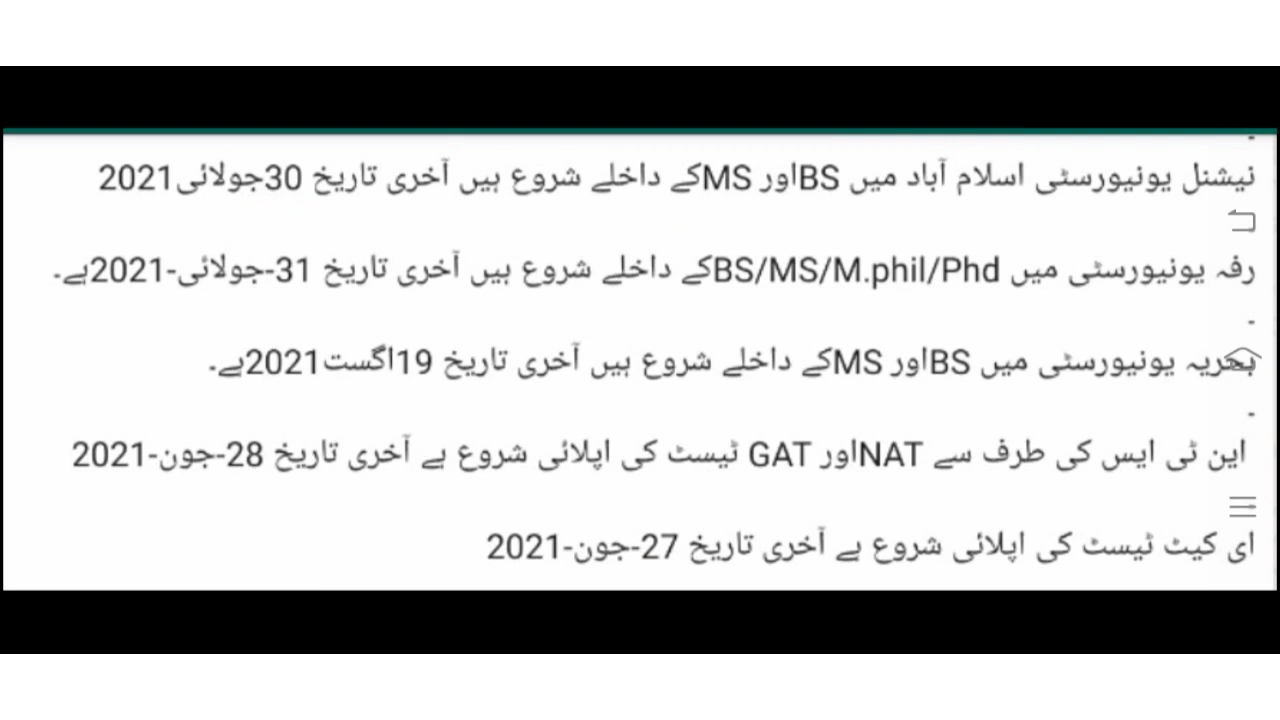 -
نیشنل یونیورسٹی اسلام آباد میں BSاور MSکے داخلے شروع ہیں آخری تاریخ 30جولائی2021
رفہ یونیورسٹی میں BS/MS/M.phil/Phdکے داخلے شروع ہیں آخری تاریخ 31-جولائی-2021ہے۔
-
بحریہ یونیورسٹی میں BSاور MSکے داخلے شروع ہیں آخری تاریخ 19اگست2021ہے۔
-
این ٹی ایس کی طرف سے NATاور GAT ٹیسٹ کی اپلائی شروع ہے آخری تاریخ 28-جون-2021
ای کیٹ ٹیسٹ کی اپلائی شروع ہے آخری تاریخ 27-جون-2021